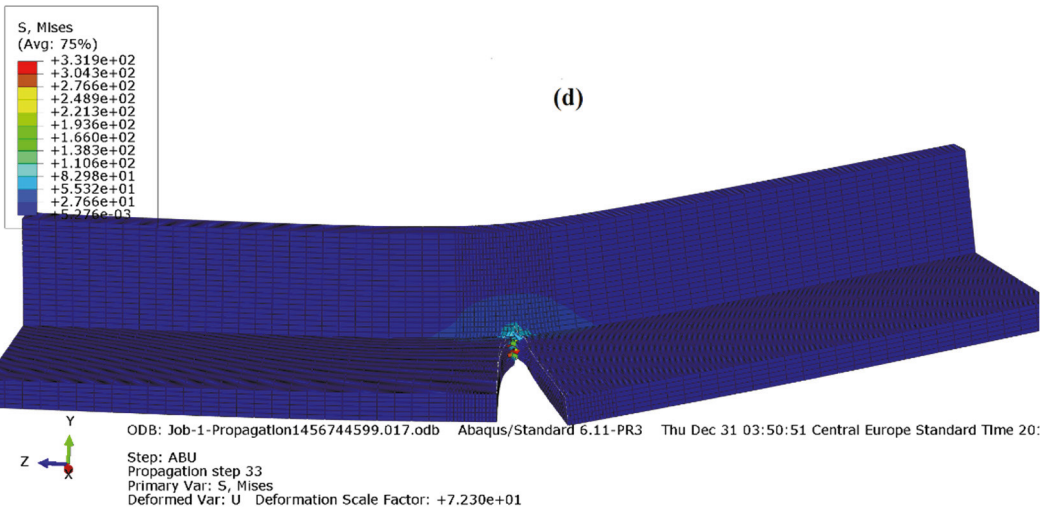 S, Mises
(Avg: 75%)
+3.319e+02
+3.043e+02
+2.766e+02
+2.489e+02
+2.213e+02
+1.936e+02
+1.660e+02
+1.383e+02
+1.106e+02
+8.298e+01
+5.532e+01
+2.766e+01
+5.276e-03
(d)
ODB: Job-1-Propagation1456744599.017.odb Abaqus/Standard 6.11-PR3 Thu Dec 31 03:50:51 Central Europe Standard Time 20:
Y
Z
X
Step: ABU
Propagation step 33
Primary Var: S, Mises
Deformed Var: U Deformation Scale Factor: +7.230e+01